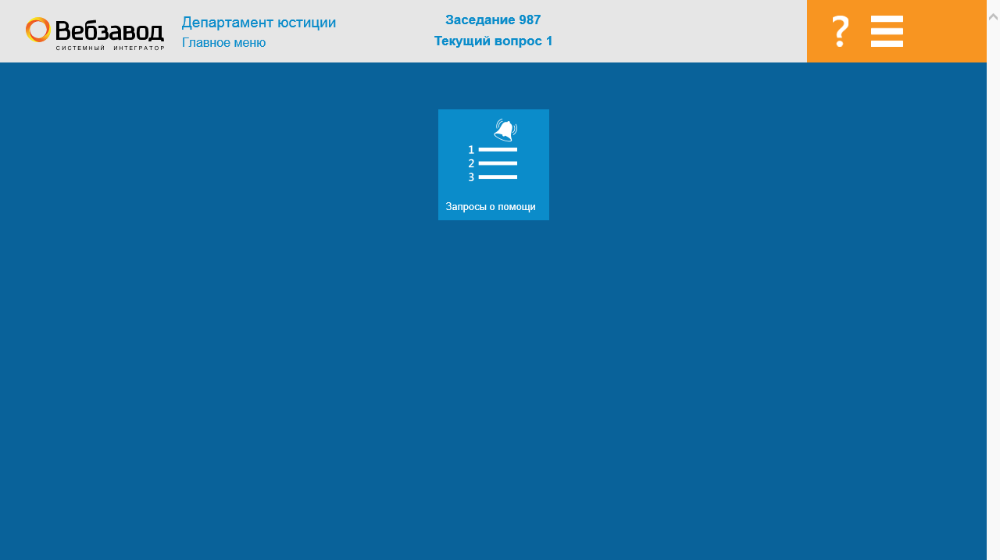 Вебзавод
СИСТЕМНЫЙ ИНТЕГРАТОР
Департамент юстиции
Главное меню
Заседание 987
Текущий вопрос 1
?
1
2
3
Запросы о помощи